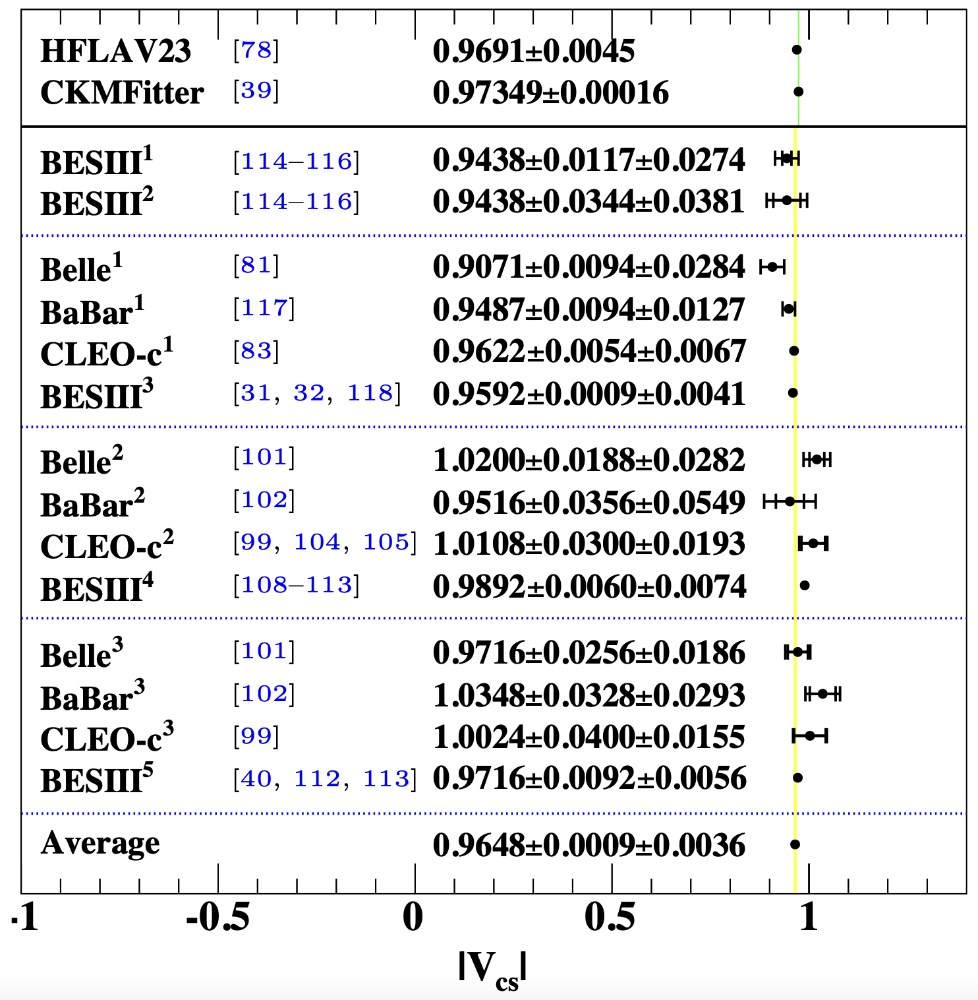 HFLAV23 [78] 0.9691±0.0045
CKMFitter [39] 0.97349±0.00016
BESIII¹ [114–116] 0.9438±0.0117±0.0274
BESIII² [114–116] 0.9438±0.0344±0.0381
Belle¹ [81] 0.9071±0.0094±0.0284
BaBar¹ [117] 0.9487±0.0094±0.0127
CLEO-c¹ [83] 0.9622±0.0054±0.0067
BESIII³ [31, 32, 118] 0.9592±0.0009±0.0041
Belle² [101] 1.0200±0.0188±0.0282
BaBar² [102] 0.9516±0.0356±0.0549
CLEO-c² [99, 104, 105] 1.0108±0.0300±0.0193
BESIII⁴ [108–113] 0.9892±0.0060±0.0074
Belle³ [101] 0.9716±0.0256±0.0186
BaBar³ [102] 1.0348±0.0328±0.0293
CLEO-c³ [99] 1.0024±0.0400±0.0155
BESIII⁵ [40, 112, 113] 0.9716±0.0092±0.0056
Average 0.9648±0.0009±0.0036
-1 -0.5 0 0.5 1
|Vcs|